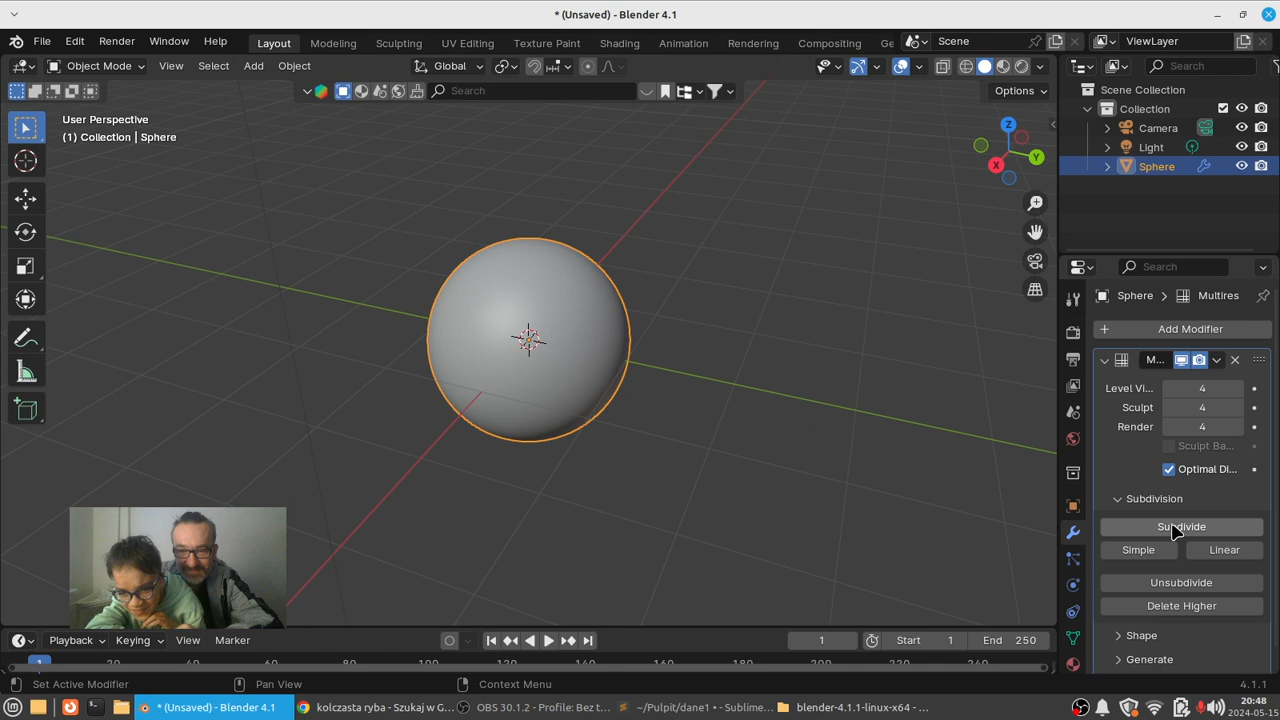 * (Unsaved) - Blender 4.1
File Edit Render Window Help Layout Modeling Sculpting UV Editing Texture Paint Shading Animation Rendering Compositing Ge Scene ViewLayer
Object Mode View Select Add Object Global Search
Search Options
User Perspective
(1) Collection | Sphere
Z
Y
X
Scene Collection
Collection
Camera
Light
Sphere
Search
Sphere > Multires
+ Add Modifier
M...
Level Vi... 4
Sculpt 4
Render 4
Sculpt Ba...
Optimal Di...
Subdivision
Subdivide
Simple Linear
Unsubdivide
Delete Higher
Shape
Generate
Playback Keying View Marker 1 Start 1 End 250
1 20 40 60 80 100 120 140 160 180 200 220 240
Set Active Modifier Pan View Context Menu 4.1.1
* (Unsaved) - Blender 4.1 kolczasta ryba - Szukaj w G... OBS 30.1.2 - Profile: Bez t... ~/Pulpit/dane1 • - Sublime... blender-4.1.1-linux-x64 - ... 20:48
2024-05-15